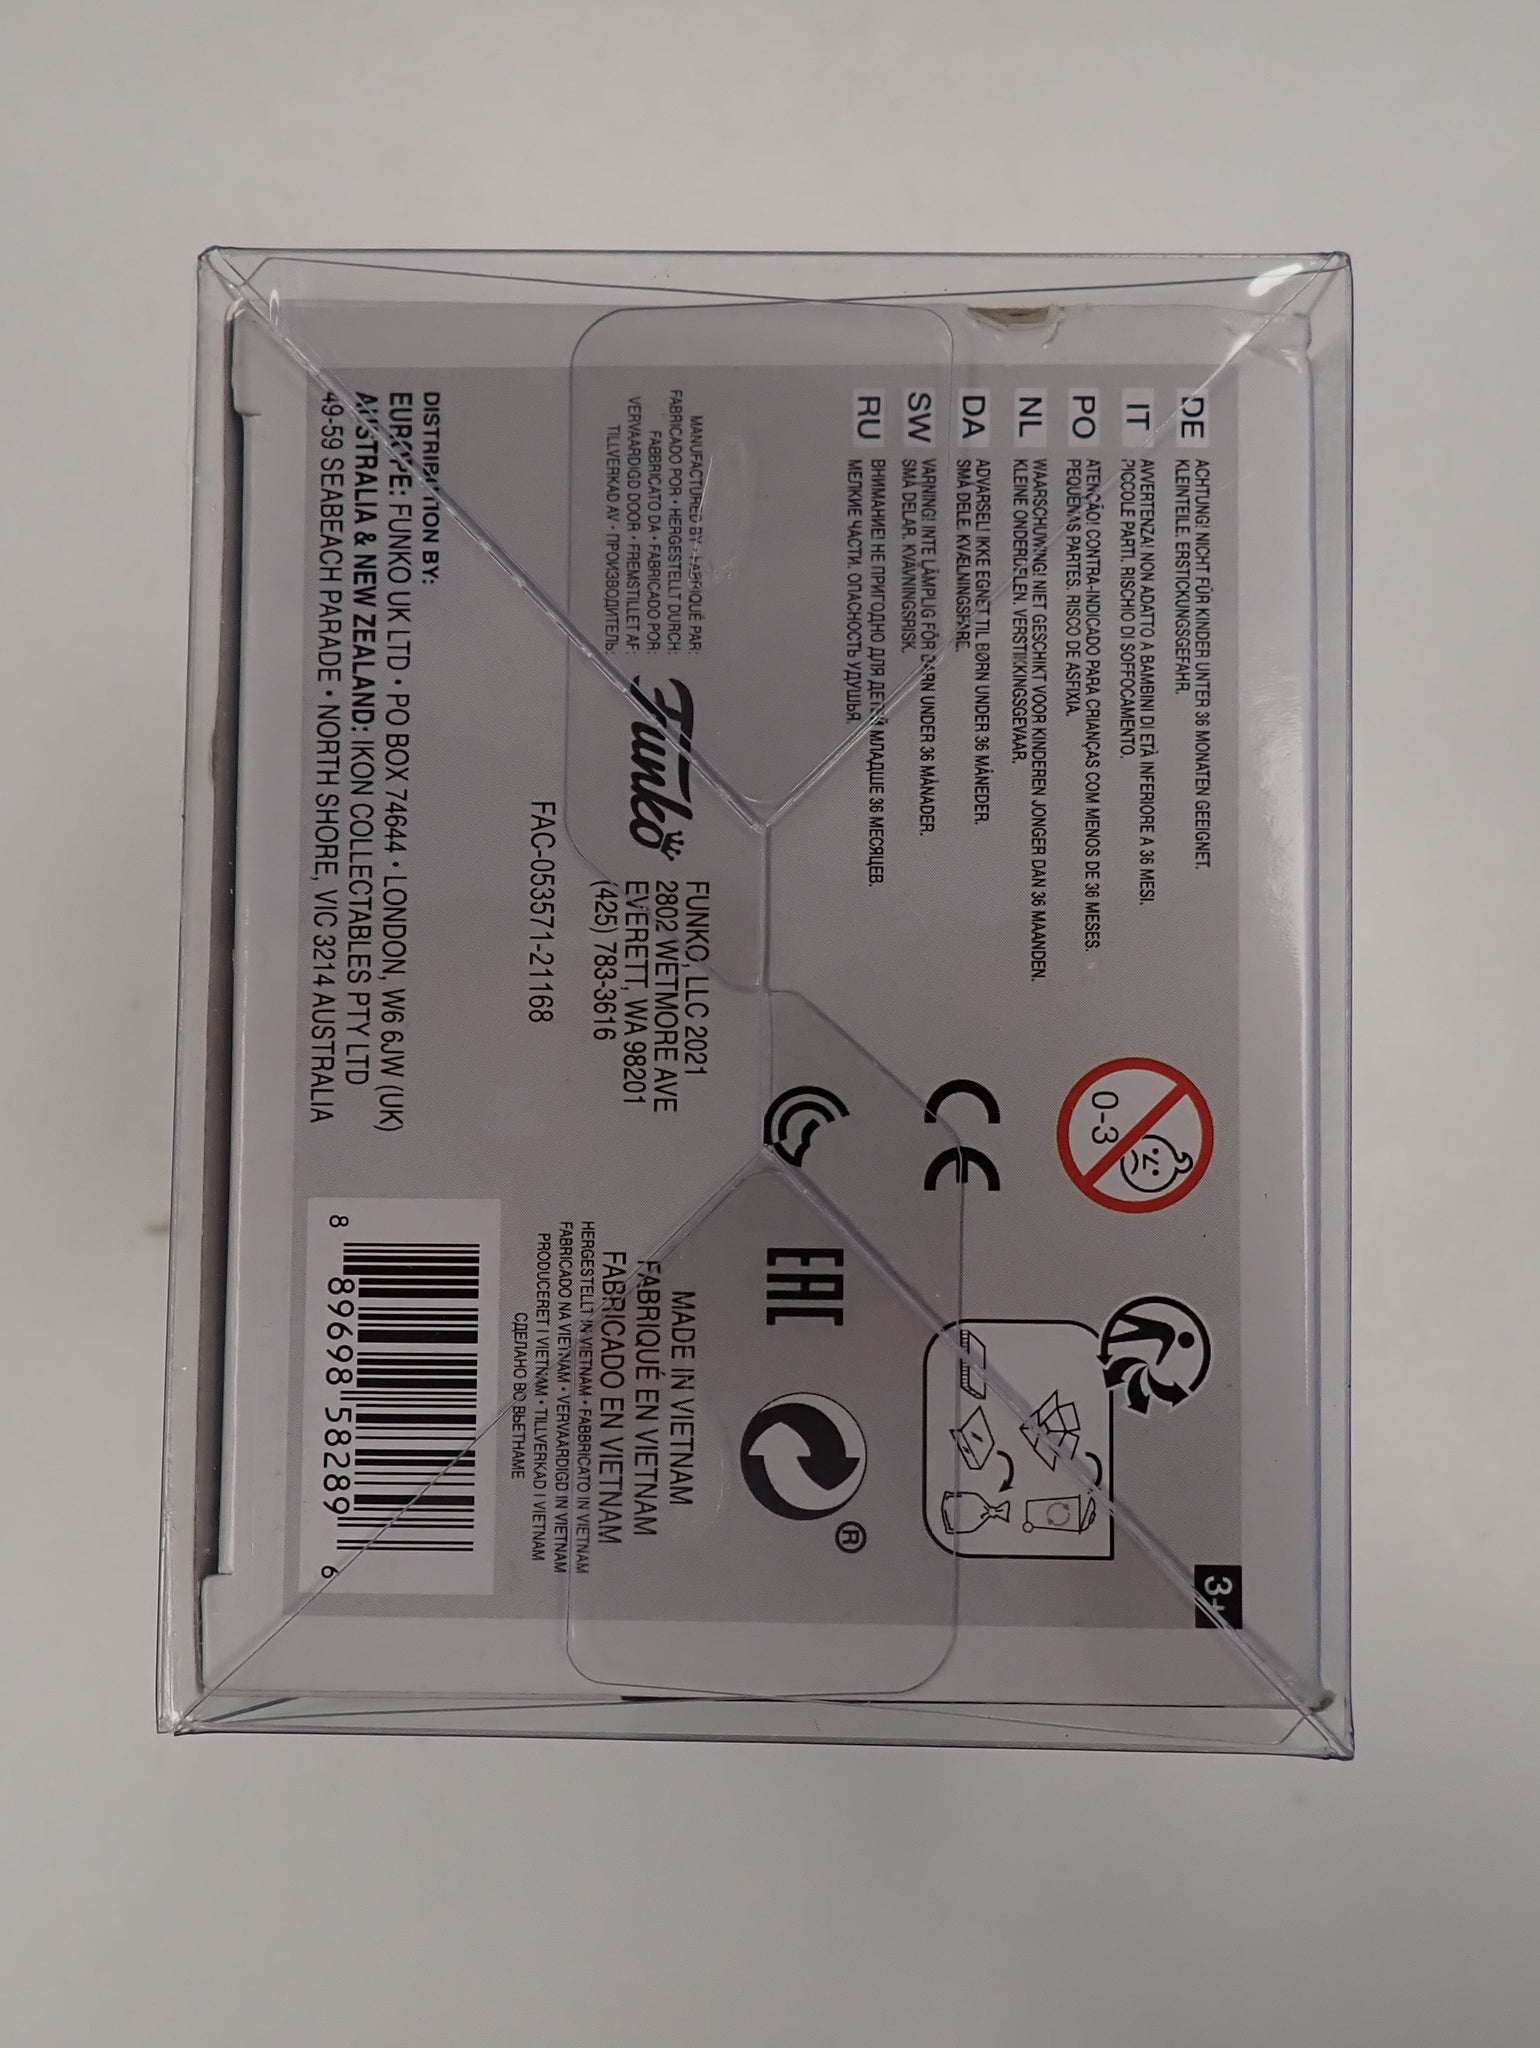 DE
ACHTUNG! NICHT FÜR KINDER UNTER 36 MONATEN GEEIGNET.
KLEINTEILE. ERSTICKUNGSGEFAHR.
IT
AVVERTENZA! NON ADATTO A BAMBINI DI ETÀ INFERIORE A 36 MESI.
PICCOLE PARTI. RISCHIO DI SOFFOCAMENTO.
PO
ATENÇÃO! CONTRA-INDICADO PARA CRIANÇAS COM MENOS DE 36 MESES.
PEQUENAS PARTES. RISCO DE ASFIXIA.
NL
WAARSCHUWING! NIET GESCHIKT VOOR KINDEREN JONGER DAN 36 MAANDEN.
KLEINE ONDERDELEN. VERSTIKKINGSGEVAAR.
DA
ADVARSEL! IKKE EGNET TIL BØRN UNDER 36 MÅNEDER.
SMÅ DELE. KVÆLNINGSFARE.
SW
VARNING! INTE LÄMPLIG FÖR BARN UNDER 36 MÅNADER.
SMÅ DELAR. KVÄVNINGSRISK.
RU
ВНИМАНИЕ! НЕ ПРИГОДНО ДЛЯ ДЕТЕЙ МЛАДШЕ 36 МЕСЯЦЕВ.
МЕЛКИЕ ЧАСТИ. ОПАСНОСТЬ УДУШЬЯ.
0-3
3+
CE
EAC
®
MANUFACTURED BY • FABRIQUÉ PAR:
FABRICADO POR • HERGESTELLT DURCH:
FABBRICATO DA • FABRICADO POR:
VERVAARDIGD DOOR • FREMSTILLET AF:
TILLVERKAD AV • ПРОИЗВОДИТЕЛЬ:
Funko
FUNKO, LLC 2021
2802 WETMORE AVE
EVERETT, WA 98201
(425) 783-3616
FAC-053571-21168
MADE IN VIETNAM
FABRIQUÉ EN VIETNAM
FABRICADO EN VIETNAM
HERGESTELLT IN VIETNAM • FABBRICATO IN VIETNAM
FABRICADO NA VIETNAM • VERVAARDIGD IN VIETNAM
PRODUCERET I VIETNAM • TILLVERKAD I VIETNAM
СДЕЛАНО ВО ВЬЕТНАМЕ
DISTRIBUTION BY:
EUROPE: FUNKO UK LTD • PO BOX 74644 • LONDON, W6 6JW (UK)
AUSTRALIA & NEW ZEALAND: IKON COLLECTABLES PTY LTD
49-59 SEABEACH PARADE • NORTH SHORE, VIC 3214 AUSTRALIA
8 89698 58289 6